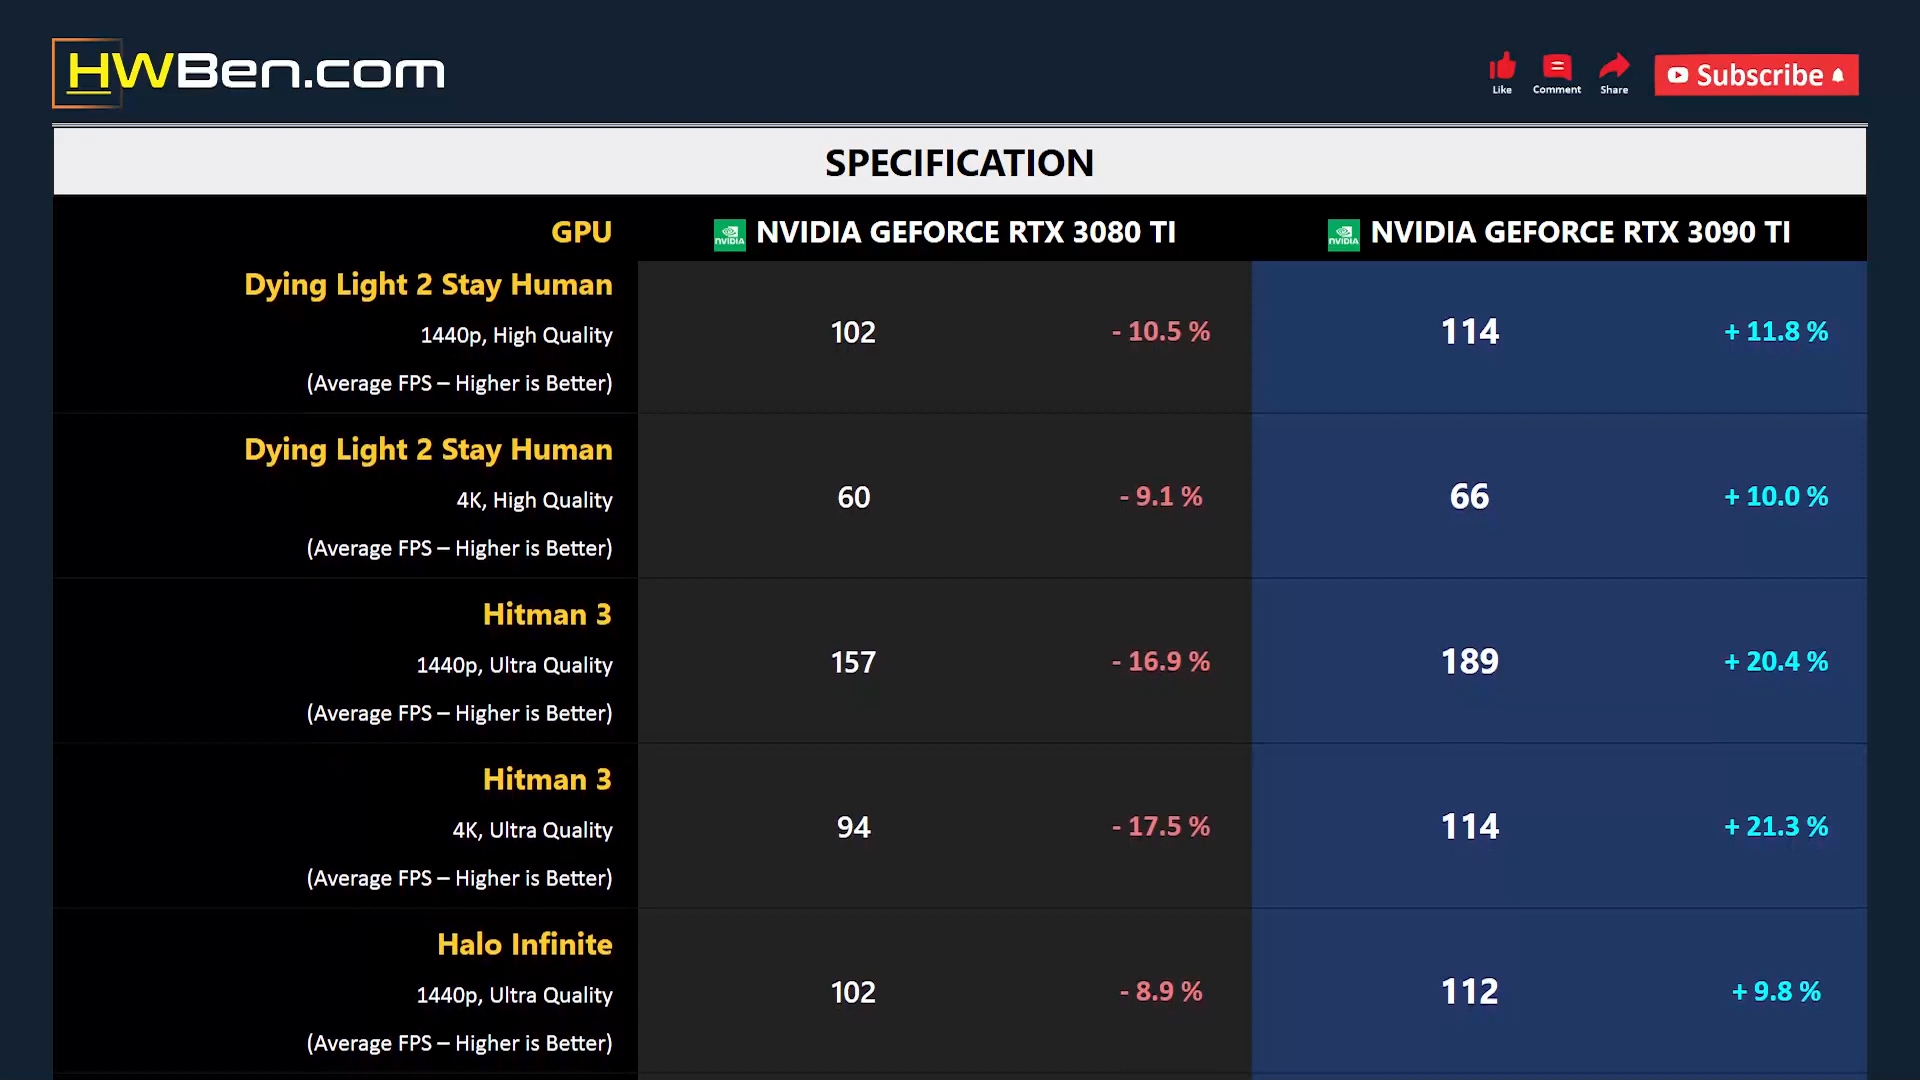 HWBen.com
Like
Comment
Share
Subscribe
SPECIFICATION
GPU
NVIDIA NVIDIA GEFORCE RTX 3080 TI
NVIDIA NVIDIA GEFORCE RTX 3090 TI
Dying Light 2 Stay Human
1440p, High Quality
(Average FPS – Higher is Better)
102
- 10.5 %
114
+ 11.8 %
Dying Light 2 Stay Human
4K, High Quality
(Average FPS – Higher is Better)
60
- 9.1 %
66
+ 10.0 %
Hitman 3
1440p, Ultra Quality
(Average FPS – Higher is Better)
157
- 16.9 %
189
+ 20.4 %
Hitman 3
4K, Ultra Quality
(Average FPS – Higher is Better)
94
- 17.5 %
114
+ 21.3 %
Halo Infinite
1440p, Ultra Quality
(Average FPS – Higher is Better)
102
- 8.9 %
112
+ 9.8 %